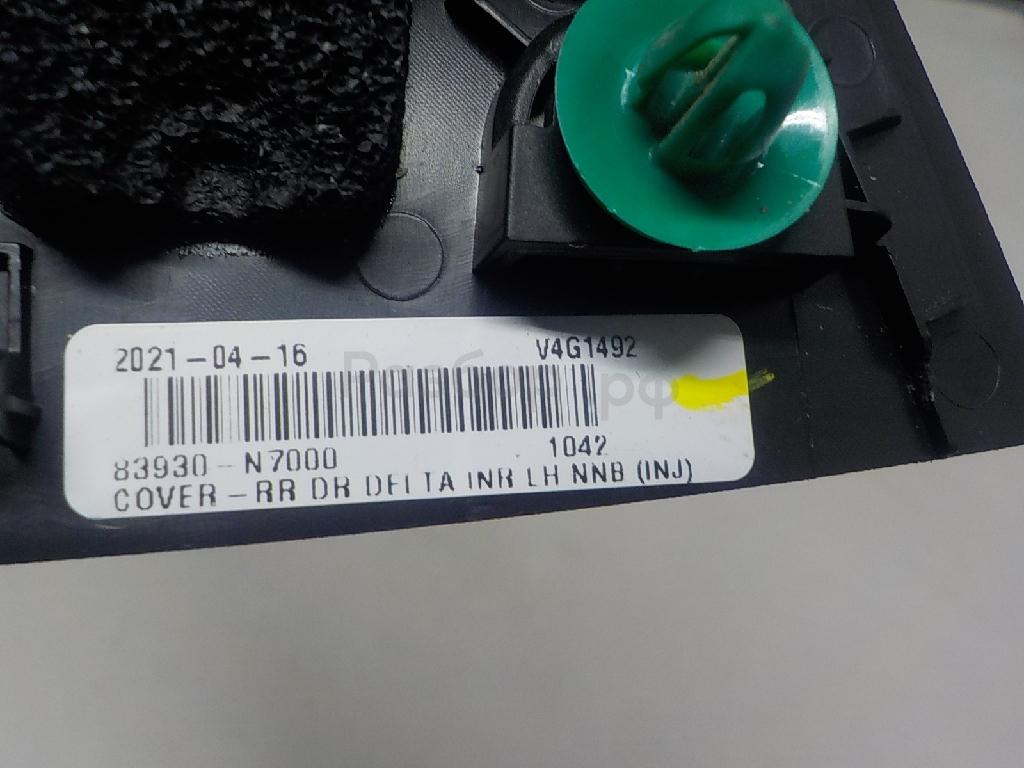 2021-04-16 V4G1492
83930-N7000 1042
COVER-RR DR DELTA INR LH NNB (INJ)